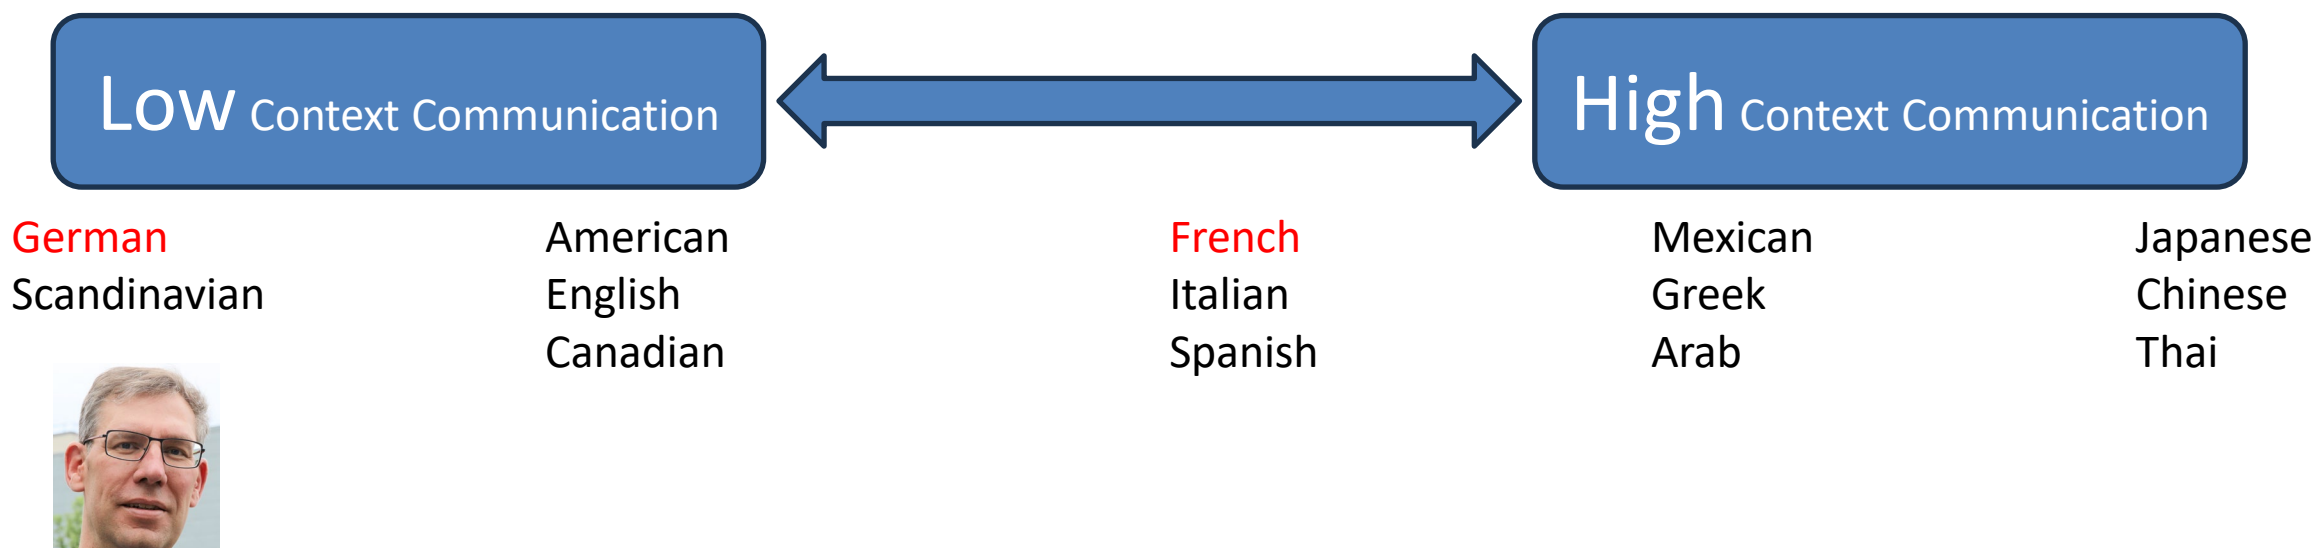 Low Context Communication
High Context Communication
German
Scandinavian
American
English
Canadian
French
Italian
Spanish
Mexican
Greek
Arab
Japanese
Chinese
Thai